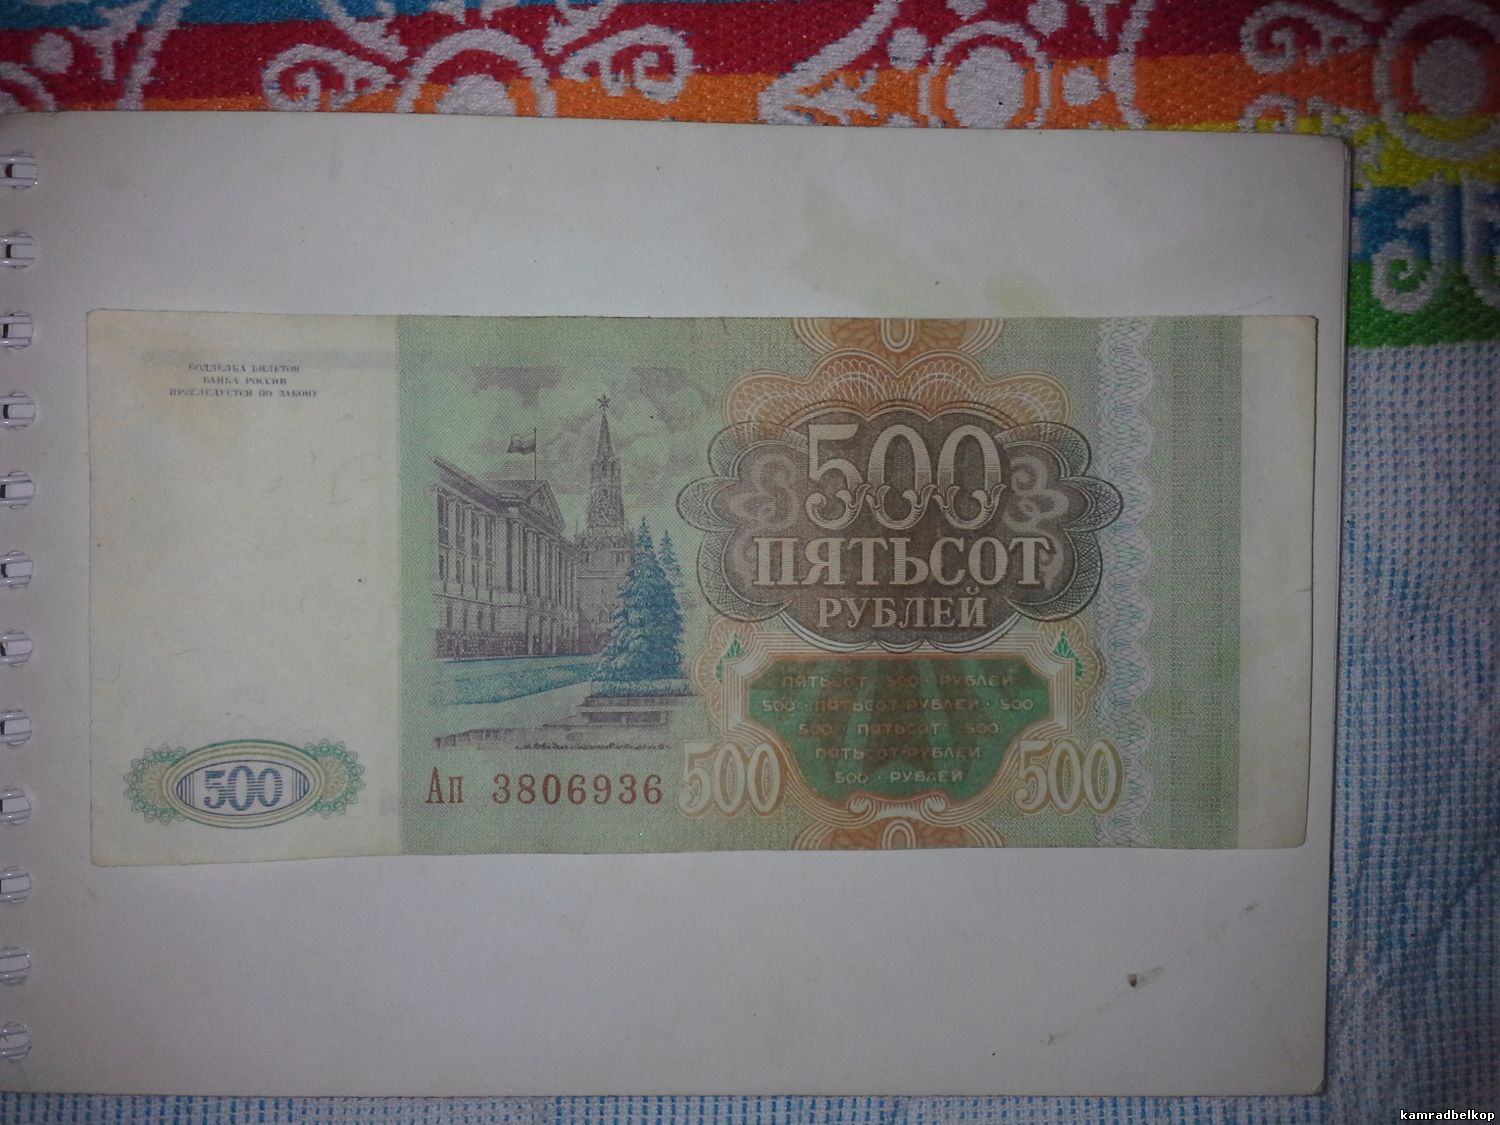 ПОДДЕЛКА БИЛЕТОВ
БАНКА РОССИИ
ПРЕСЛЕДУЕТСЯ ПО ЗАКОНУ
500
ПЯТЬСОТ
РУБЛЕЙ
ПЯТЬСОТ · 500 · РУБЛЕЙ
500 · ПЯТЬСОТ РУБЛЕЙ · 500
500 · ПЯТЬСОТ 500
ПЯТЬСОТ РУБЛЕЙ
500 · РУБЛЕЙ
500
Ап 3806936
500
500
kamradbelkop